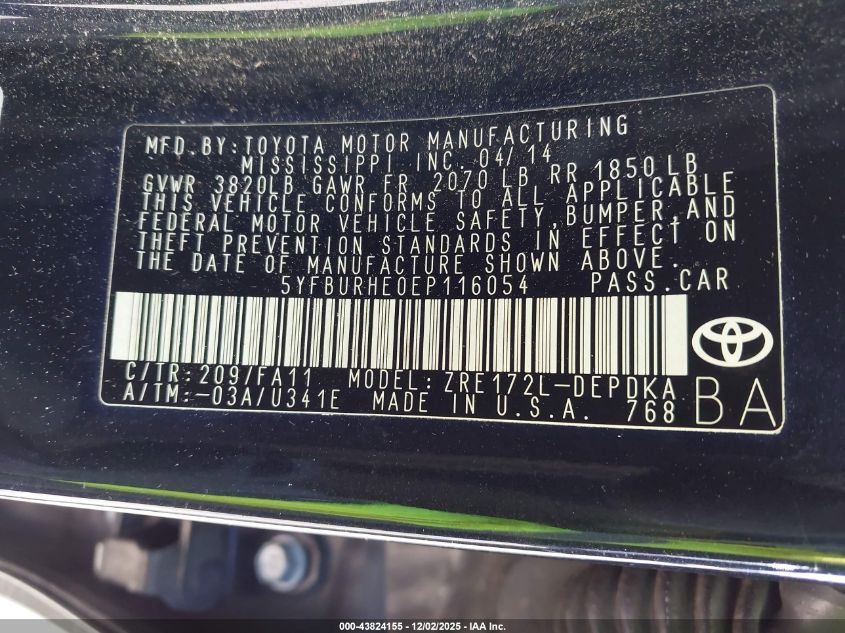 MFD.BY:TOYOTA MOTOR MANUFACTURING
MISSISSIPPI INC. 04/14
GVWR 3820LB GAWR FR 2070 LB RR 1850 LB
THIS VEHICLE CONFORMS TO ALL APPLICABLE
FEDERAL MOTOR VEHICLE SAFETY, BUMPER, AND
THEFT PREVENTION STANDARDS IN EFFECT ON
THE DATE OF MANUFACTURE SHOWN ABOVE.
5YFBURHE0EP116054 PASS.CAR
C/TR:209/FA11 MODEL: ZRE172L-DEPDKA
A/TM:-03A/U341E MADE IN U.S.A. 768
BA
000-43824155 - 12/02/2025 - IAA Inc.